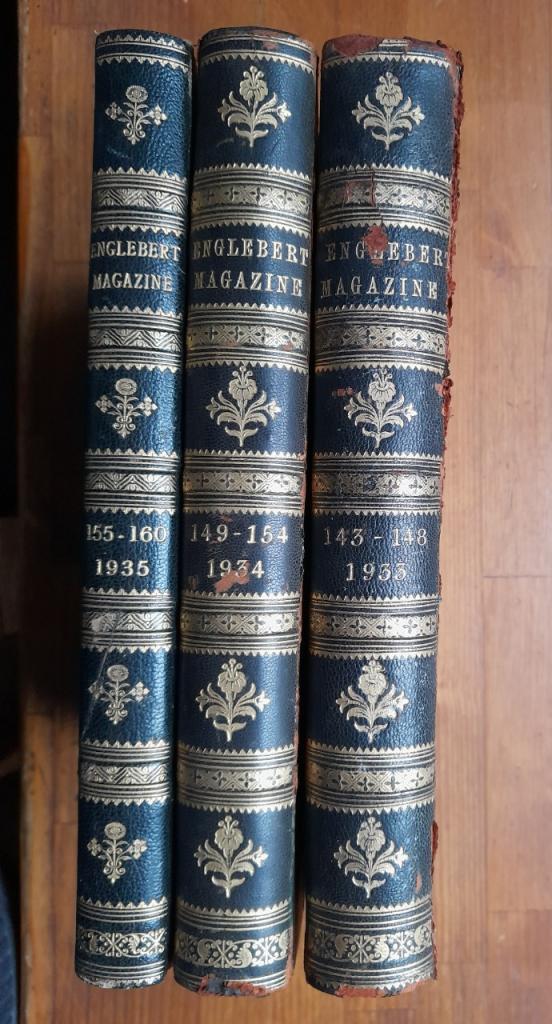 ENGLEBERT
MAGAZINE
155-160
1935
ENGLEBERT
MAGAZINE
149-154
1934
ENGLEBERT
MAGAZINE
143-148
1933